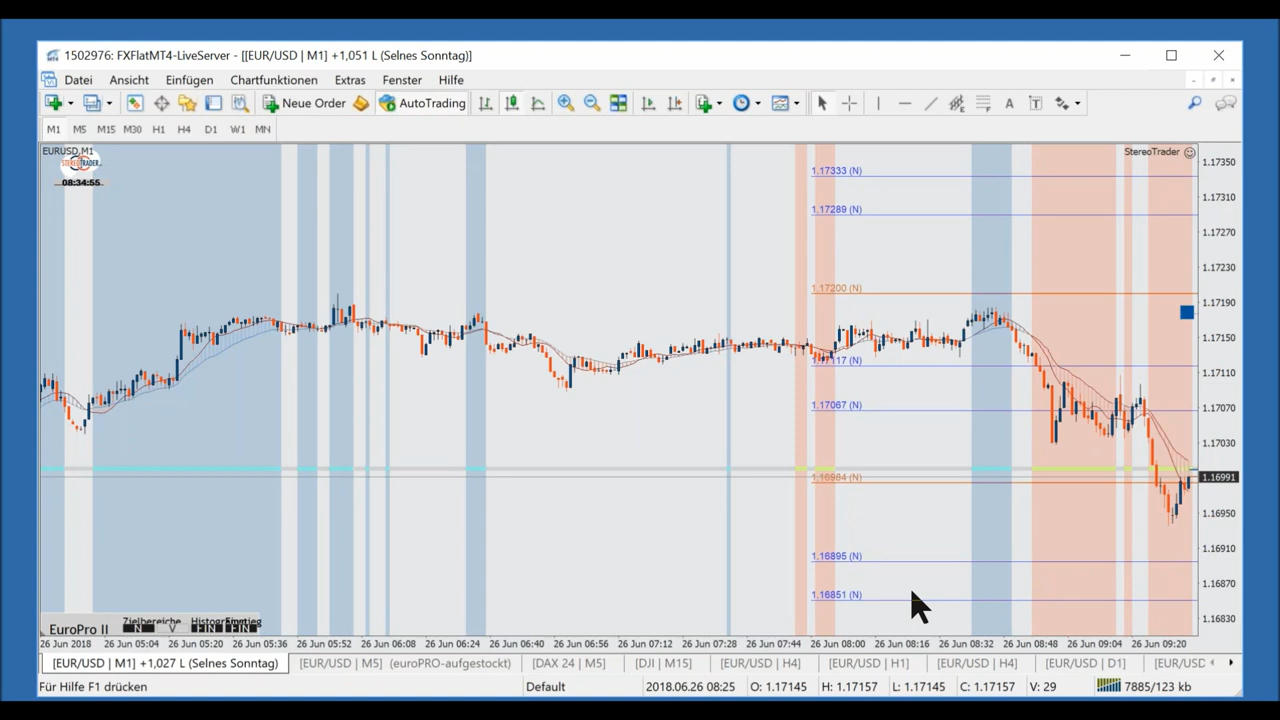 1502976: FXFlatMT4-LiveServer - [[EUR/USD | M1] +1,051 L (Selnes Sonntag)]
Datei Ansicht Einfügen Chartfunktionen Extras Fenster Hilfe
New Order AutoTrading A T
M1 M5 M15 M30 H1 H4 D1 W1 MN
EURUSD,M1
StereoTrader
STEREOTRADER
08:34:55
1.17333 (N)
1.17289 (N)
1.17200 (N)
1.17117 (N)
1.17067 (N)
1.16984 (N)
1.16895 (N)
1.16851 (N)
1.17350
1.17310
1.17270
1.17230
1.17190
1.17150
1.17110
1.17070
1.17030
1.16991
1.16950
1.16910
1.16870
1.16830
EuroPro II
Zielbereiche
N V FIN FIN
26 Jun 2018 26 Jun 05:04 26 Jun 05:20 26 Jun 05:36 26 Jun 05:52 26 Jun 06:08 26 Jun 06:24 26 Jun 06:40 26 Jun 06:56 26 Jun 07:12 26 Jun 07:28 26 Jun 07:44 26 Jun 08:00 26 Jun 08:16 26 Jun 08:32 26 Jun 08:48 26 Jun 09:04 26 Jun 09:20
[EUR/USD | M1] +1,027 L (Selnes Sonntag) [EUR/USD | M5] (euroPRO-aufgestockt) [DAX 24 | M5] [DJI | M15] [EUR/USD | H4] [EUR/USD | H1] [EUR/USD | H4] [EUR/USD | D1] [EUR/USD
Für Hilfe F1 drücken Default 2018.06.26 08:25 O: 1.17145 H: 1.17157 L: 1.17145 C: 1.17157 V: 29 7885/123 kb